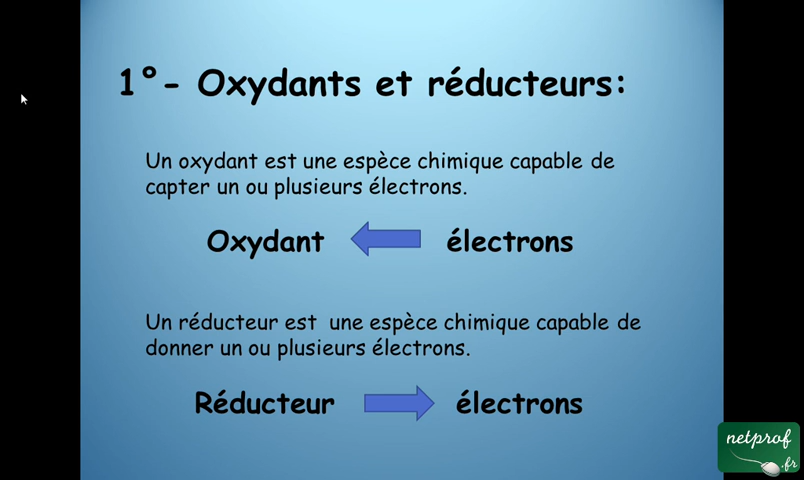 1°- Oxydants et réducteurs:
Un oxydant est une espèce chimique capable de
capter un ou plusieurs électrons.
Oxydant électrons
Un réducteur est une espèce chimique capable de
donner un ou plusieurs électrons.
Réducteur électrons
netprof
.fr